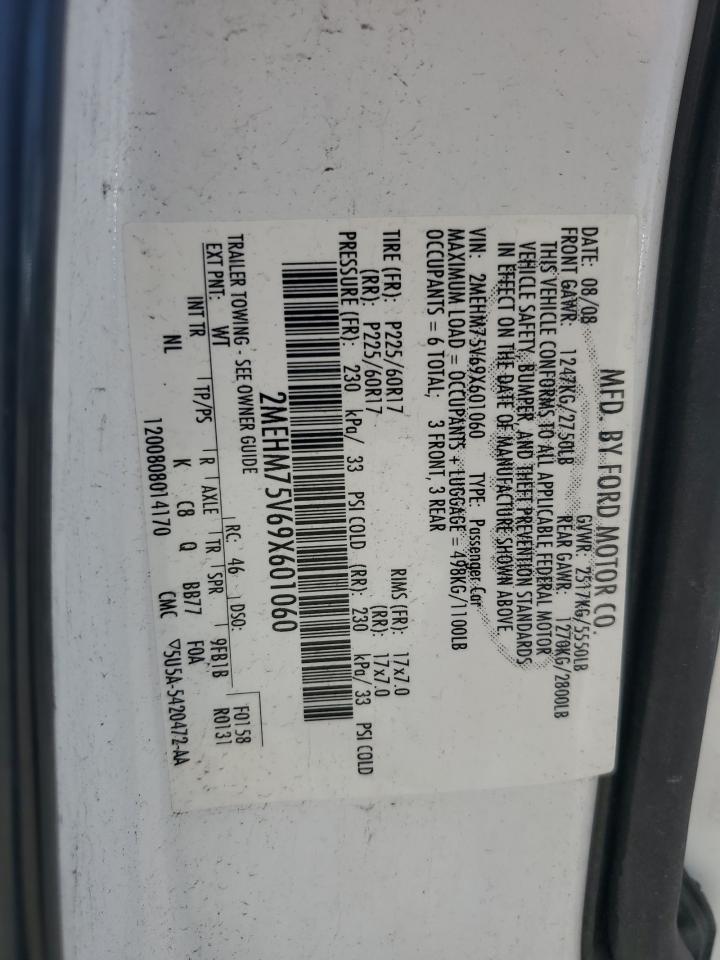 MFD. BY FORD MOTOR CO.
DATE: 08/08 GVWR: 2517KG/5550LB
FRONT GAWR: 1247KG/2750LB REAR GAWR: 1270KG/2800LB
THIS VEHICLE CONFORMS TO ALL APPLICABLE FEDERAL MOTOR
VEHICLE SAFETY, BUMPER, AND THEFT PREVENTION STANDARDS
IN EFFECT ON THE DATE OF MANUFACTURE SHOWN ABOVE.
VIN: 2MEHM75V69X601060 TYPE: Passenger Car
MAXIMUM LOAD = OCCUPANTS + LUGGAGE = 498KG/1100LB
OCCUPANTS = 6 TOTAL; 3 FRONT, 3 REAR
TIRE (FR): P225/60R17 RIMS (FR): 17x7.0
(RR): P225/60R17 (RR): 17x7.0
PRESSURE (FR): 230 kPa/ 33 PSI COLD (RR): 230 kPa/ 33 PSI COLD
2MEHM75V69X601060
TRAILER TOWING - SEE OWNER GUIDE
EXT PNT: WT RC: 46 DSO: F0158
R0131
INT TR TP/PS R AXLE TR SPR 9FB1B
NL K C8 Q BB77 F0A
1200808014170 CMC ▽5U5A-5420472-AA